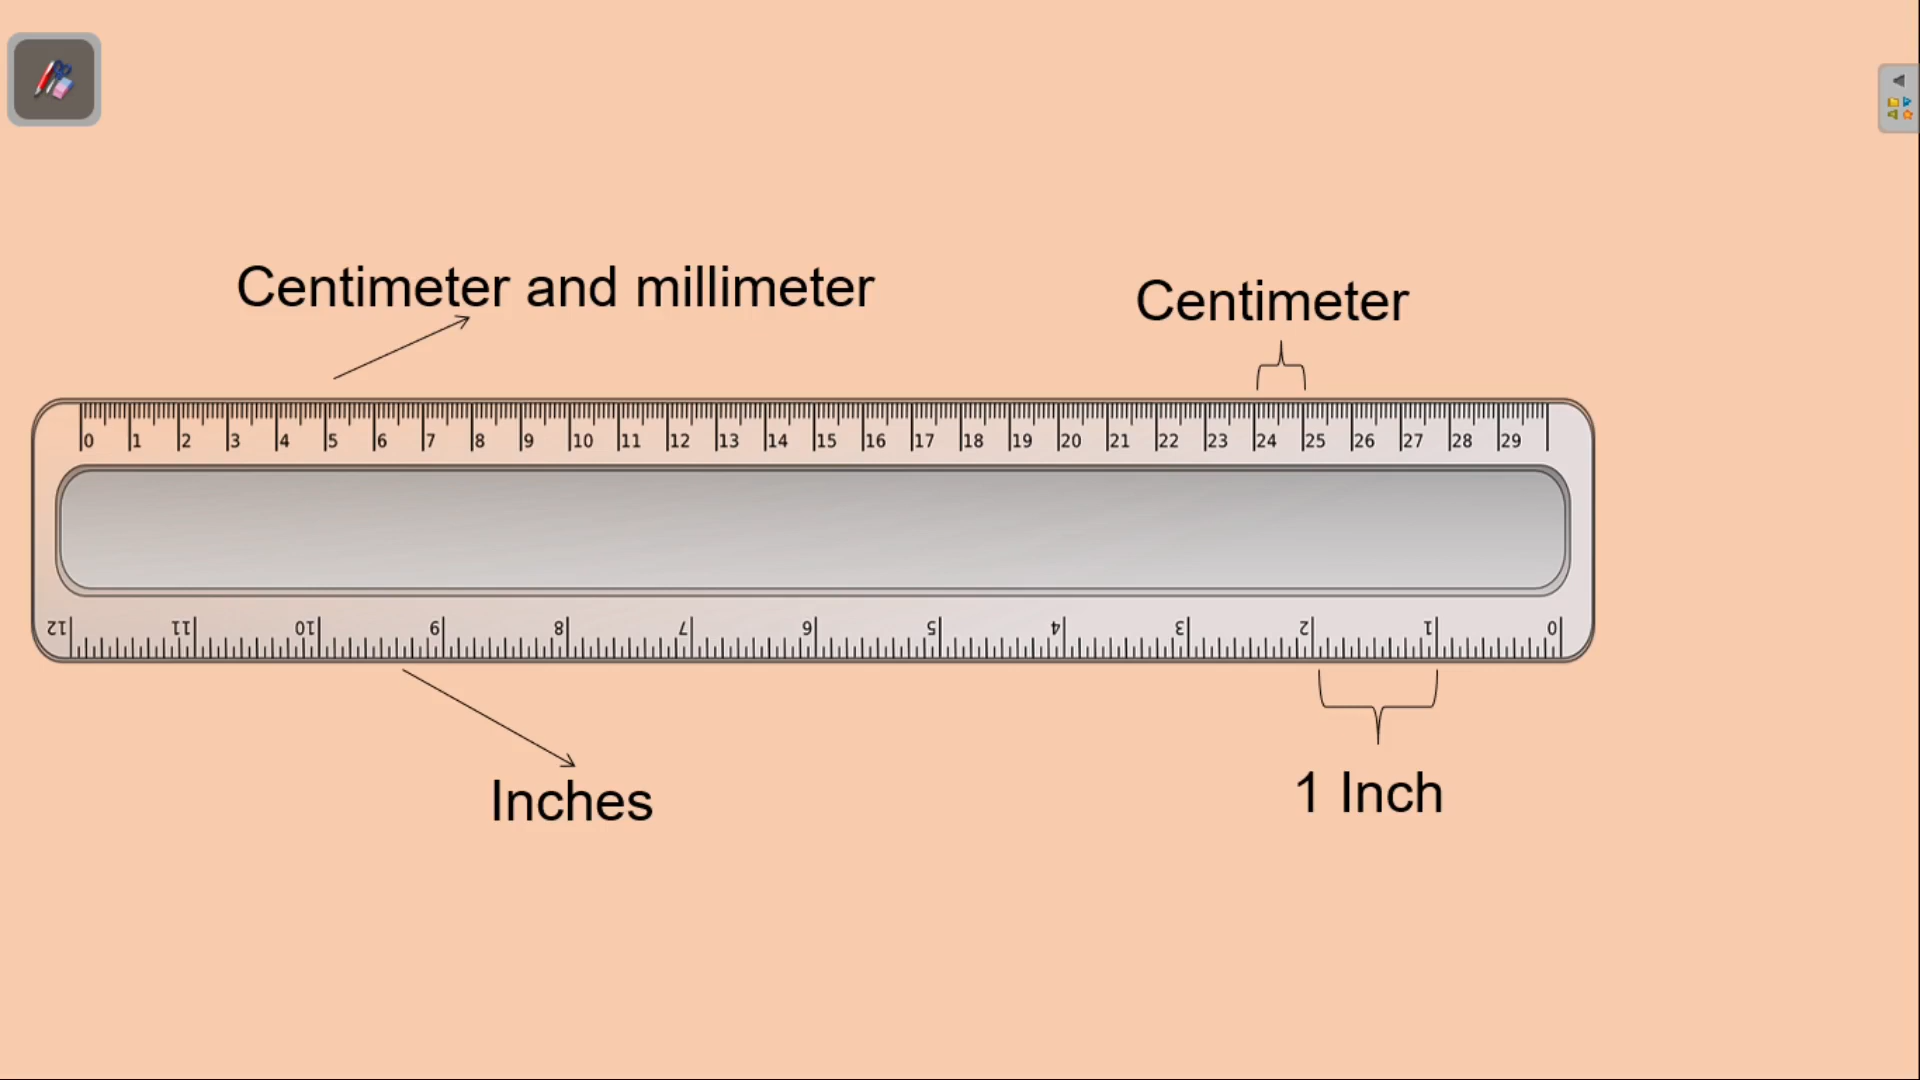 Centimeter and millimeter
Centimeter
0 1 2 3 4 5 6 7 8 9 10 11 12 13 14 15 16 17 18 19 20 21 22 23 24 25 26 27 28 29
12 11 10 9 8 7 6 5 4 3 2 1 0
Inches
1 Inch